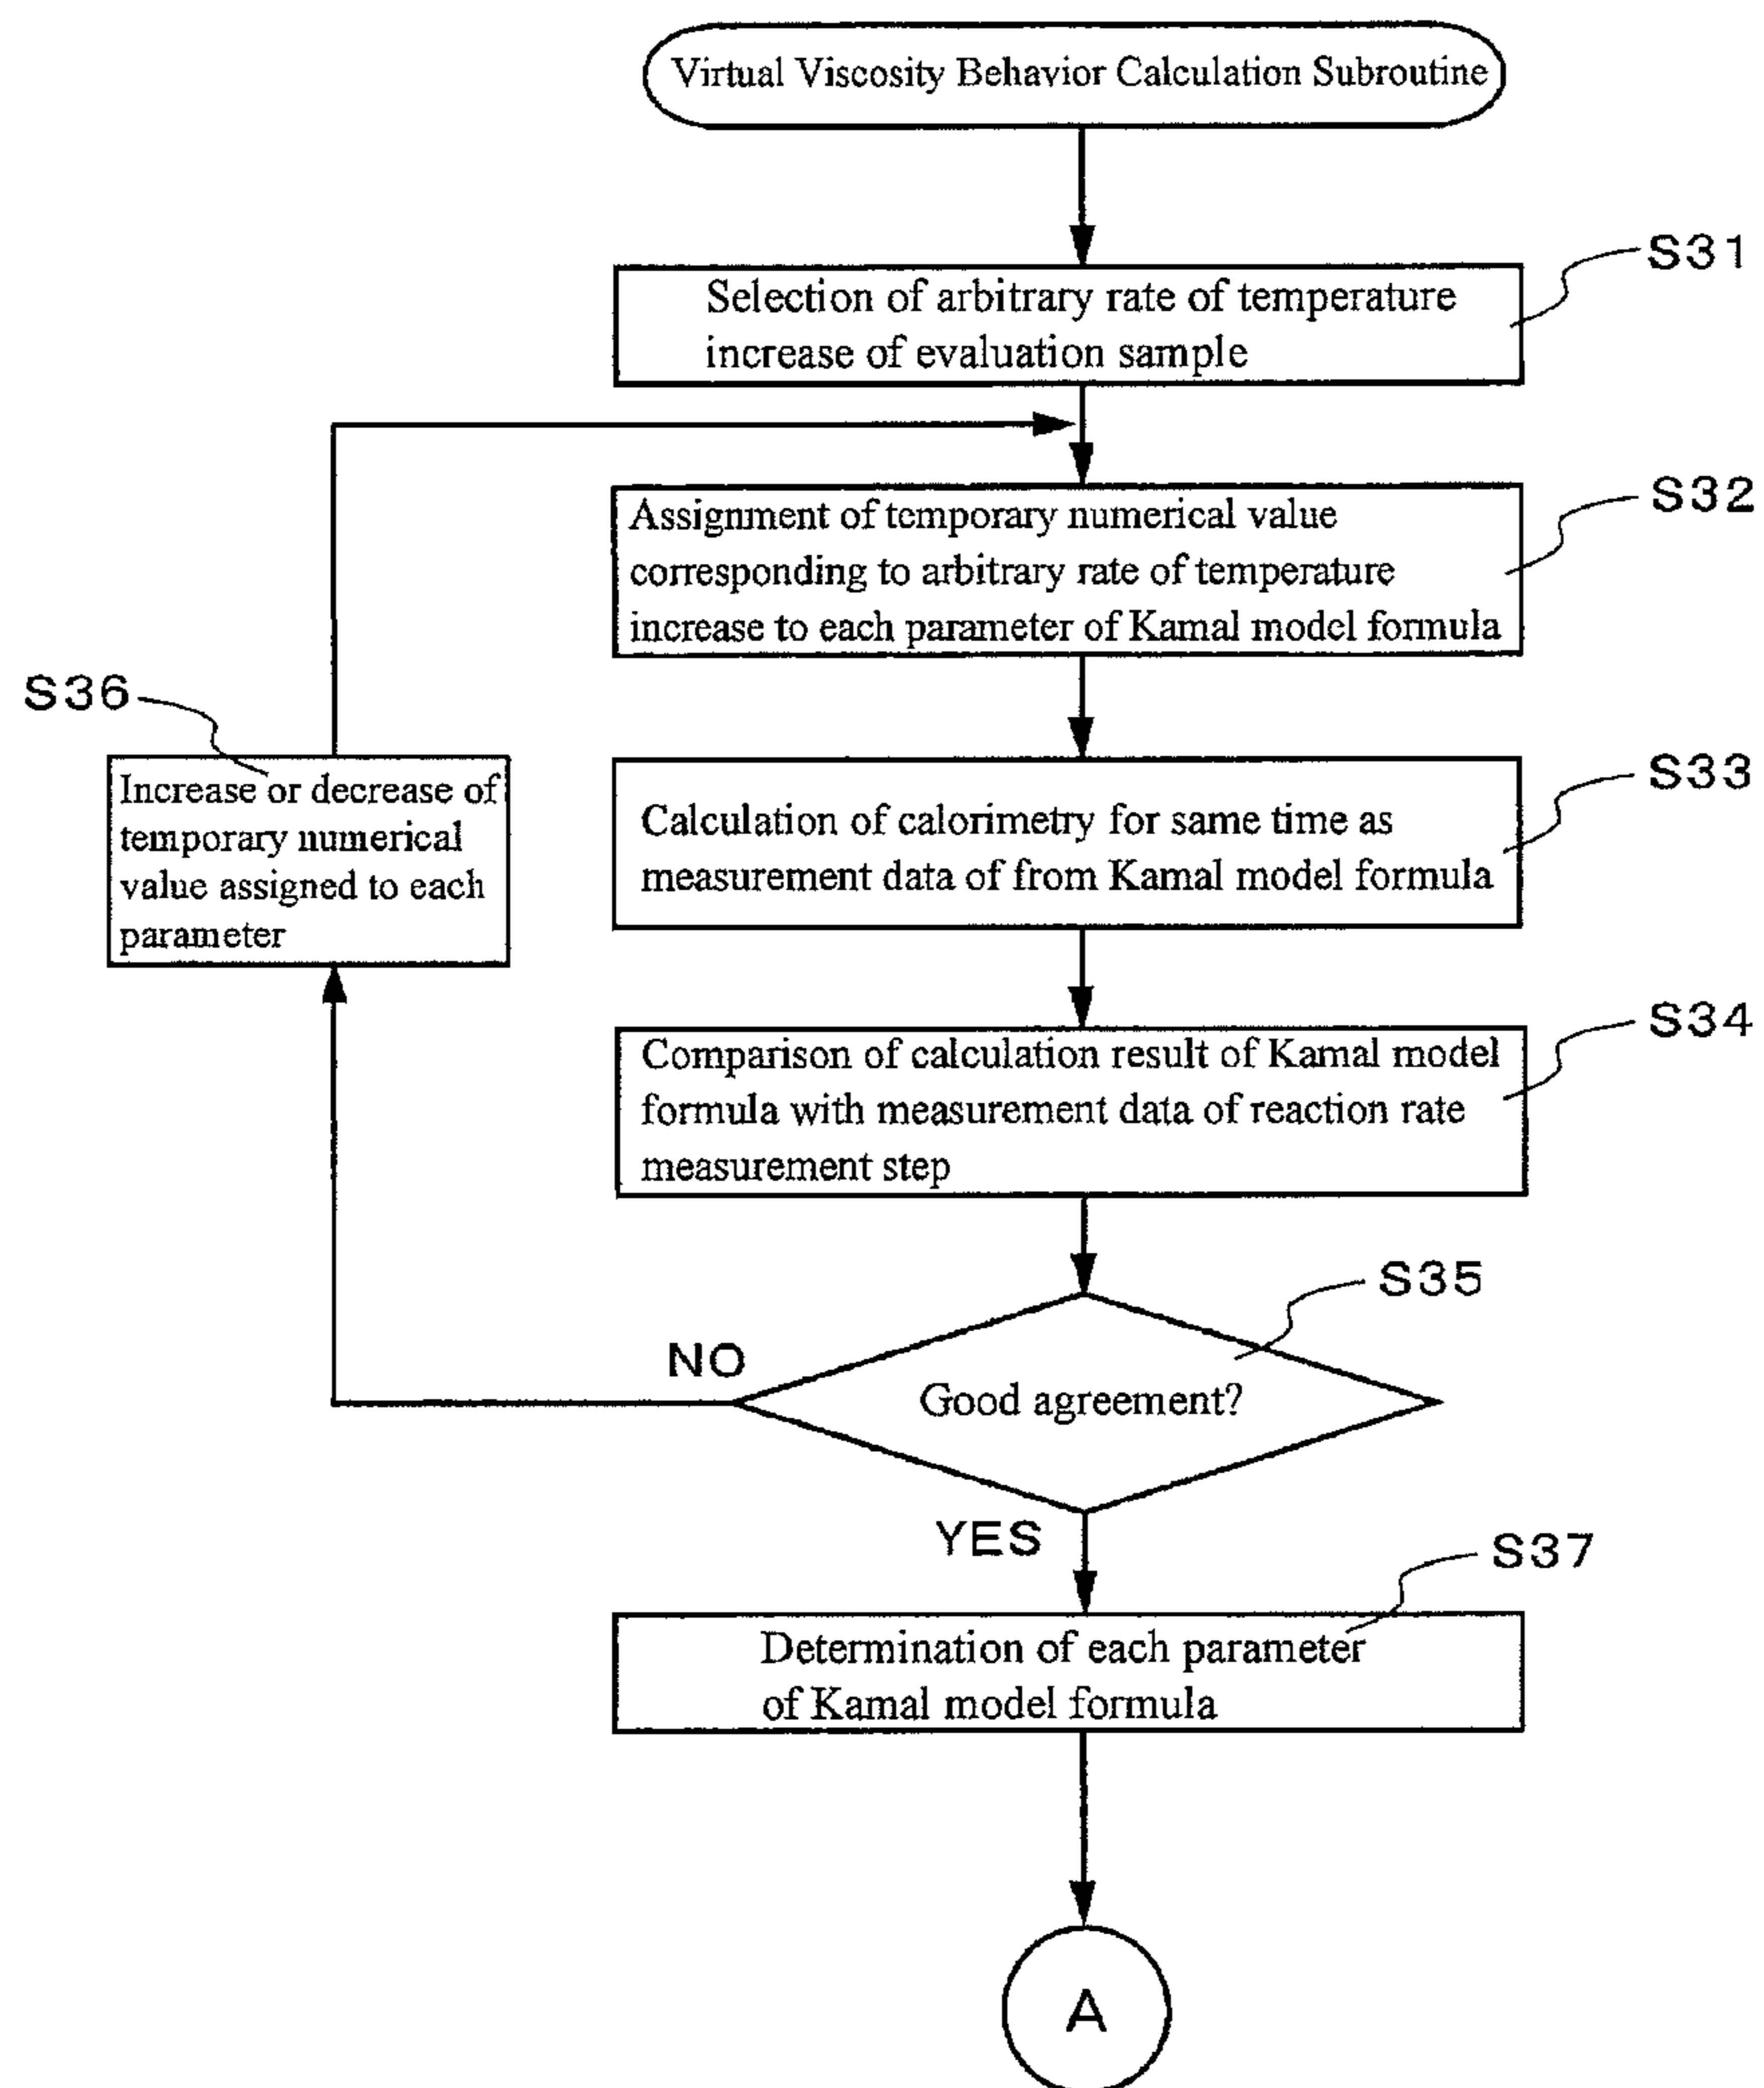 Virtual Viscosity Behavior Calculation Subroutine
S31
Selection of arbitrary rate of temperature
increase of evaluation sample
S32
Assignment of temporary numerical value
corresponding to arbitrary rate of temperature
increase to each parameter of Kamal model formula
S36
Increase or decrease of
temporary numerical
value assigned to each
parameter
S33
Calculation of calorimetry for same time as
measurement data of from Kamal model formula
S34
Comparison of calculation result of Kamal model
formula with measurement data of reaction rate
measurement step
S35
NO
Good agreement?
YES
S37
Determination of each parameter
of Kamal model formula
A